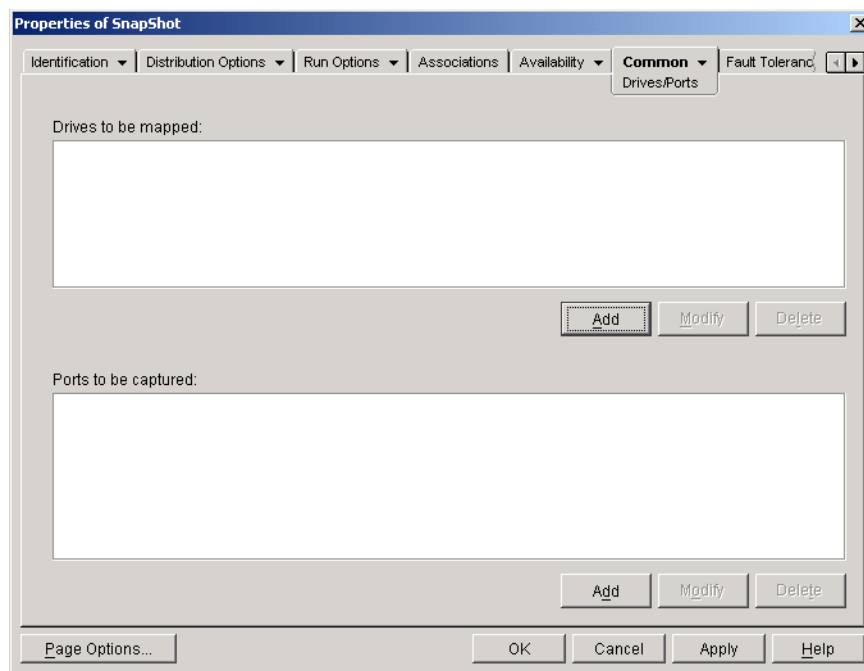 Properties of SnapShot
Identification Distribution Options Run Options Associations Availability Common Fault Toleranc
Drives/Ports
Drives to be mapped:
Add Modify Delete
Ports to be captured:
Add Modify Delete
Page Options... OK Cancel Apply Help